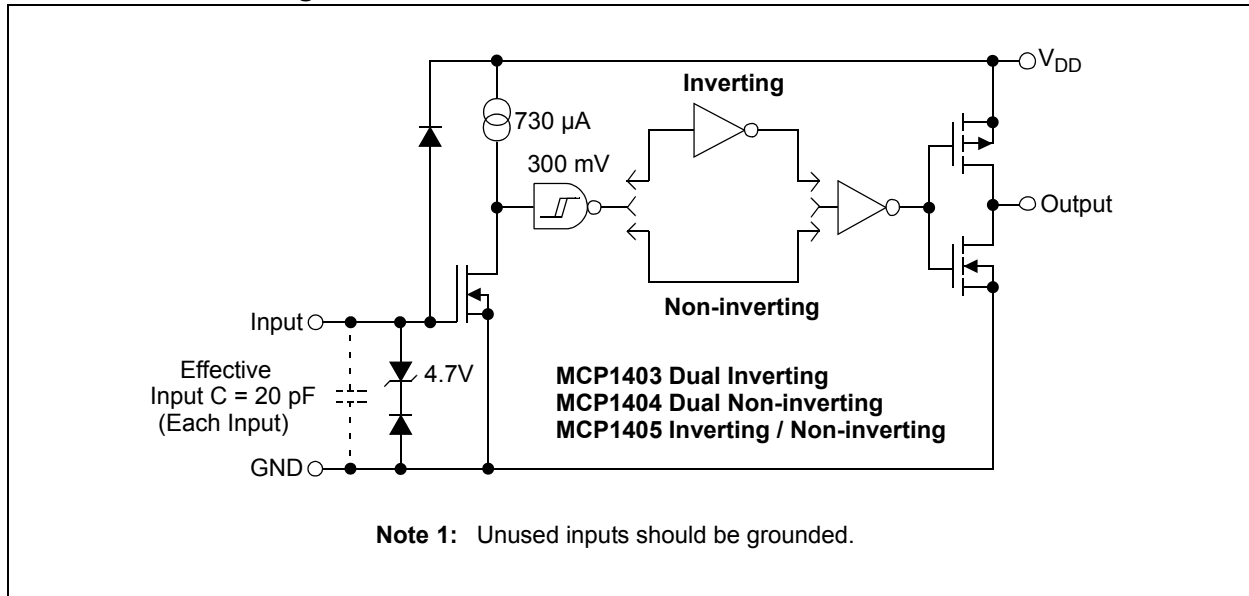 V_DD
Inverting
730 µA
300 mV
Output
Non-inverting
Input
4.7V
Effective
Input C = 20 pF
(Each Input)
MCP1403 Dual Inverting
MCP1404 Dual Non-inverting
MCP1405 Inverting / Non-inverting
GND
Note 1: Unused inputs should be grounded.